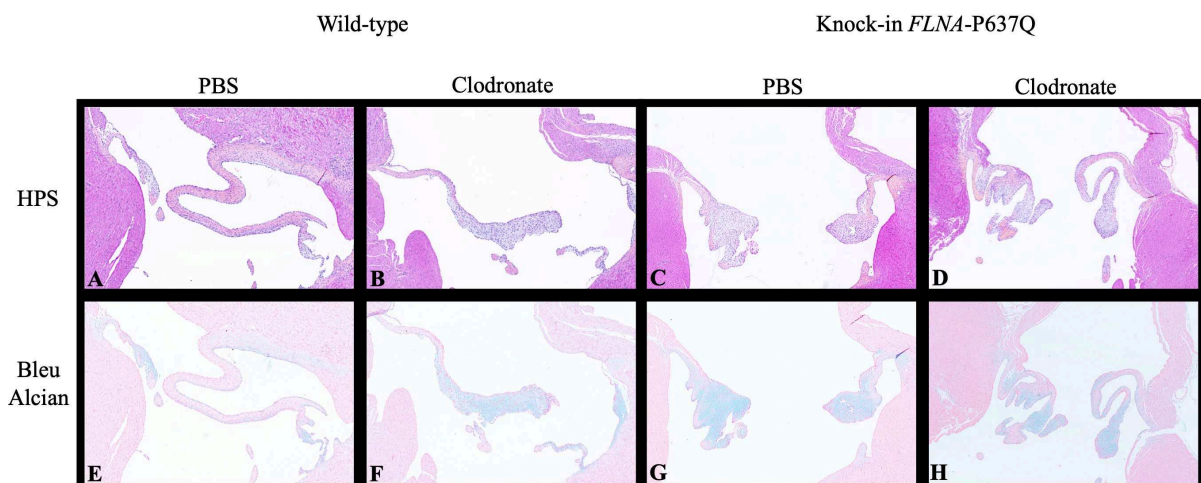 Wild-type
Knock-in FLNA-P637Q
PBS
Clodronate
PBS
Clodronate
HPS
A
B
C
D
Bleu
Alcian
E
F
G
H